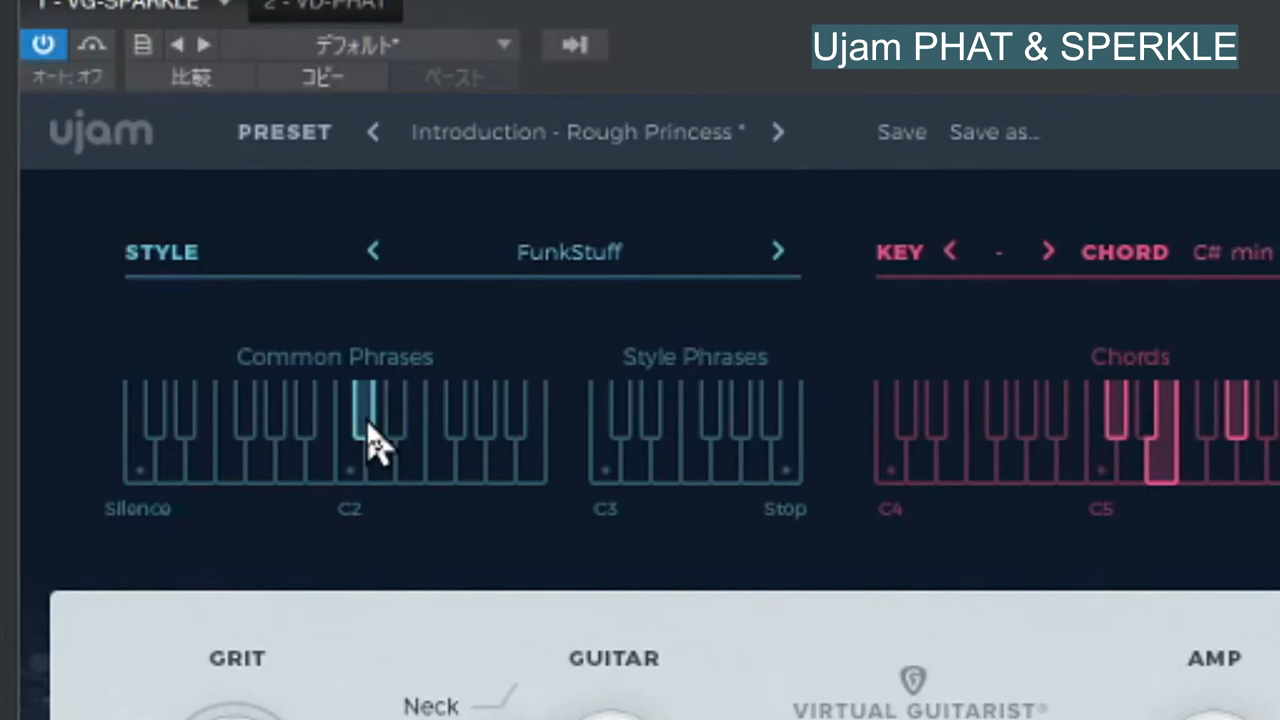 1 - VG-SPARKLE
2 - VD-PHAT
Ujam PHAT & SPERKLE
デフォルト*
オート: オフ
比較
コピー
ペースト
ujam
PRESET
Introduction - Rough Princess *
Save
Save as...
STYLE
FunkStuff
KEY
-
CHORD
C# min
Common Phrases
Style Phrases
Chords
Silence
C2
C3
Stop
C4
C5
GRIT
GUITAR
AMP
Neck
VIRTUAL GUITARIST®